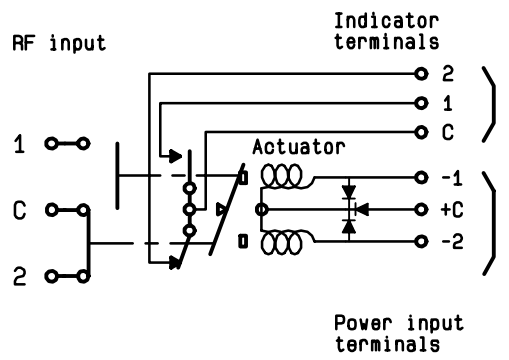 Indicator
terminals
RF input
2
1
C
Actuator
1
C
2
-1
+C
-2
Power input
terminals